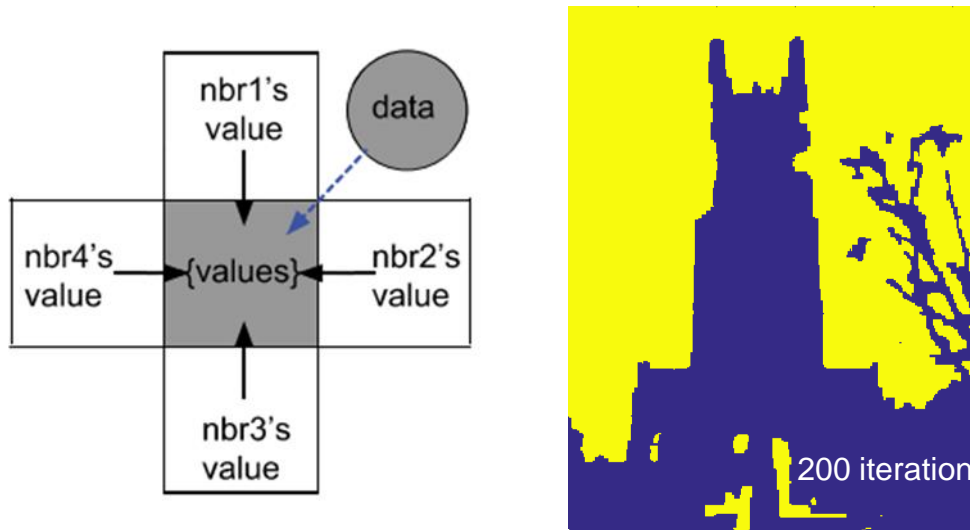 nbr1's
value
data
nbr4's
value
{values}
nbr2's
value
nbr3's
value
200 iteration